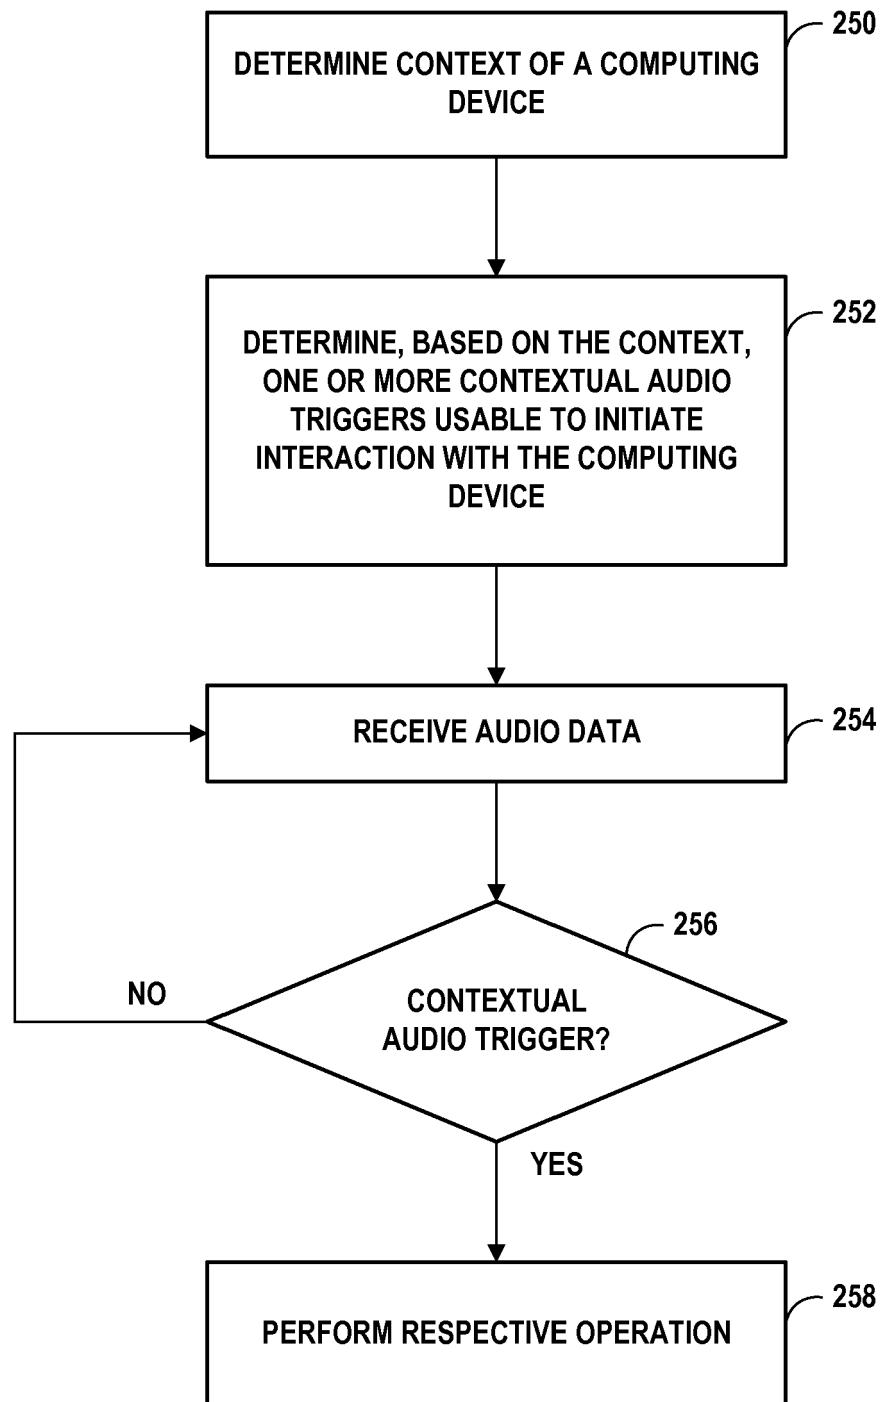 250
DETERMINE CONTEXT OF A COMPUTING
DEVICE
252
DETERMINE, BASED ON THE CONTEXT,
ONE OR MORE CONTEXTUAL AUDIO
TRIGGERS USABLE TO INITIATE
INTERACTION WITH THE COMPUTING
DEVICE
254
RECEIVE AUDIO DATA
256
CONTEXTUAL
AUDIO TRIGGER?
NO
YES
258
PERFORM RESPECTIVE OPERATION